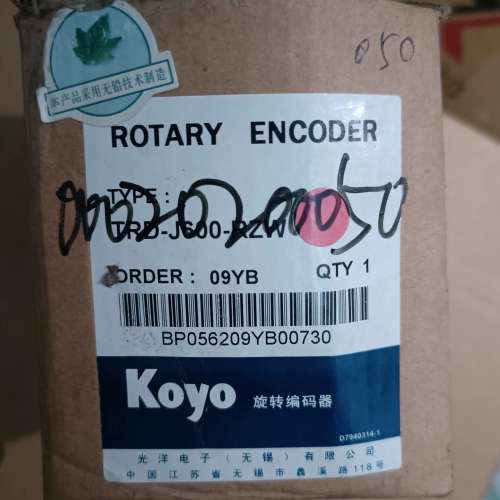 本产品采用无铅技术制造
050
ROTARY ENCODER
TYPE :
TRD-J600-RZW
00020200050
ORDER : 09YB QTY 1
BP056209YB00730
Koyo 旋转编码器
D7940314-1
光洋电子（无锡）有限公司
中国江苏省无锡市蠡溪路118号